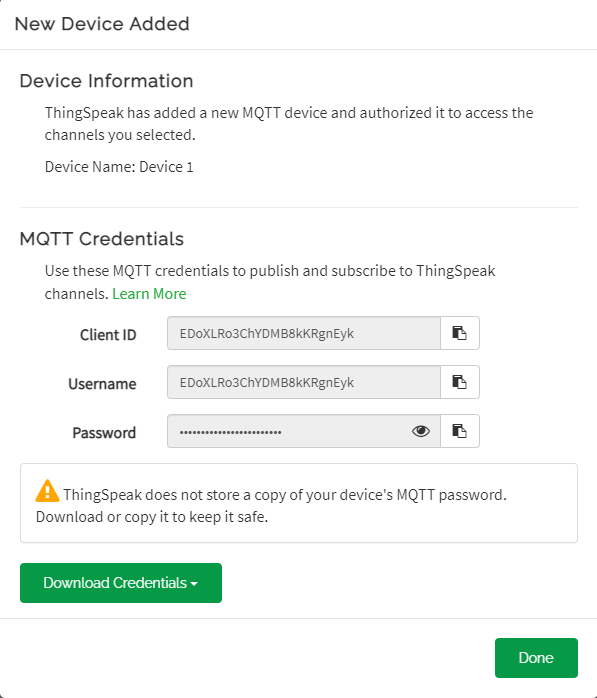 New Device Added
Device Information
ThingSpeak has added a new MQTT device and authorized it to access the
channels you selected.
Device Name: Device 1
MQTT Credentials
Use these MQTT credentials to publish and subscribe to ThingSpeak
channels. Learn More
Client ID EDoXLRo3ChYDMB8kKRgnEyk
Username EDoXLRo3ChYDMB8kKRgnEyk
Password ••••••••••••••••••••••••
ThingSpeak does not store a copy of your device's MQTT password.
Download or copy it to keep it safe.
Download Credentials
Done